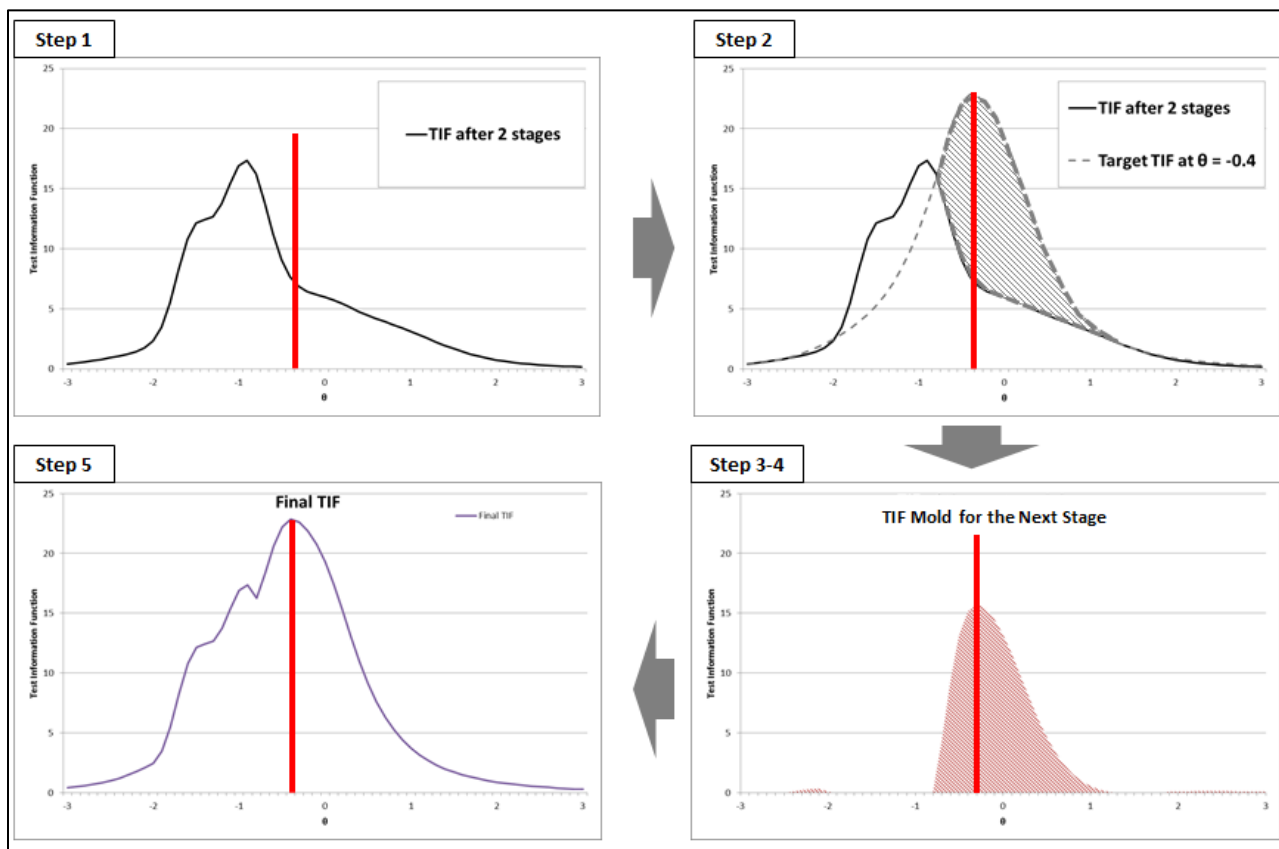 Step 1
25
20
15
10
5
0
Test Information Function
-3
-2
-1
0
1
2
3
θ
TIF after 2 stages
Step 2
25
20
15
10
5
0
Test Information Function
-3
-2
-1
0
1
2
3
θ
TIF after 2 stages
Target TIF at θ = -0.4
Step 5
Final TIF
25
20
15
10
5
0
Test Information Function
-3
-2
-1
0
1
2
3
θ
Final TIF
Step 3-4
TIF Mold for the Next Stage
25
20
15
10
5
0
Test Information Function
-3
-2
-1
0
1
2
3
θ